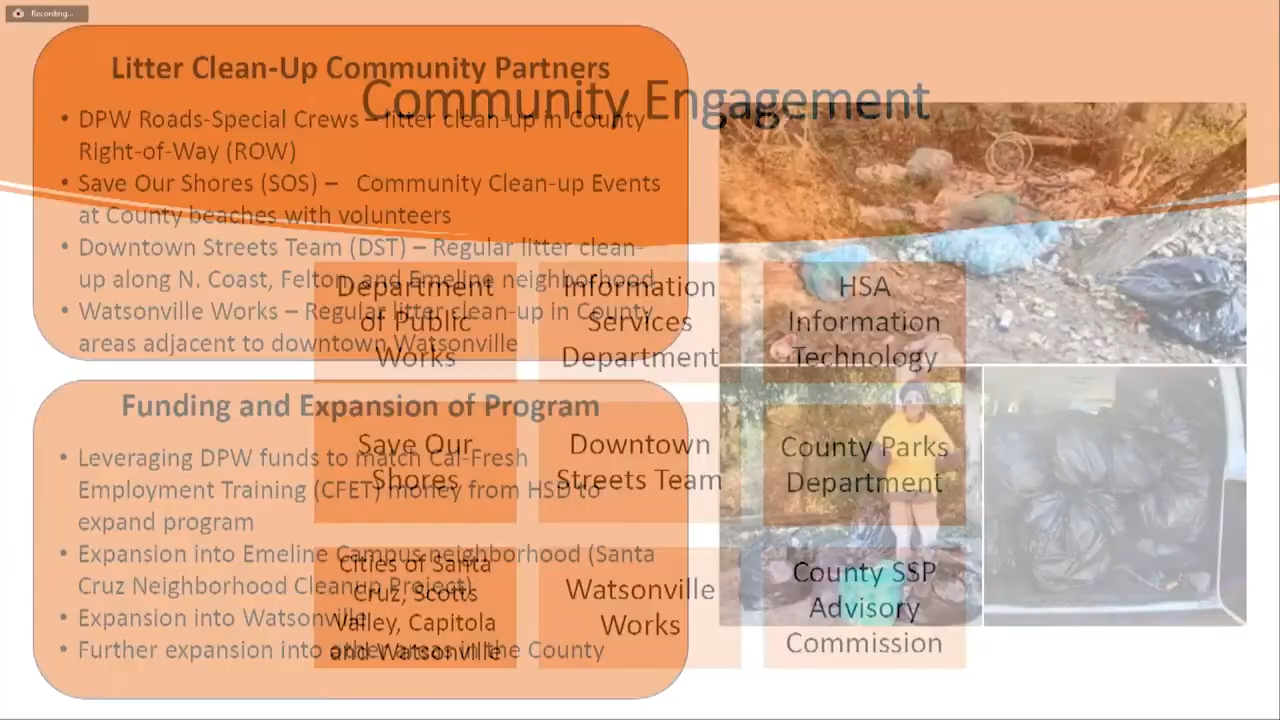 Recording...
Litter Clean-Up Community Partners
• DPW Roads-Special Crews – litter clean-up in County
Right-of-Way (ROW)
• Save Our Shores (SOS) – Community Clean-up Events
at County beaches with volunteers
• Downtown Streets Team (DST) – Regular litter clean-
up along N. Coast, Felton, and Emeline neighborhood
• Watsonville Works – Regular litter clean-up in County
areas adjacent to downtown Watsonville
Funding and Expansion of Program
• Leveraging DPW funds to match Cal-Fresh
Employment Training (CFET) money from HSD to
expand program
• Expansion into Emeline Campus neighborhood (Santa
Cruz Neighborhood Cleanup Project)
• Expansion into Watsonville
• Further expansion into other areas in the County
Community Engagement
Department
of Public
Works
Information
Services
Department
HSA
Information
Technology
Save Our
Shores
Downtown
Streets Team
County Parks
Department
Cities of Santa
Cruz, Scotts
Valley, Capitola
and Watsonville
Watsonville
Works
County SSP
Advisory
Commission